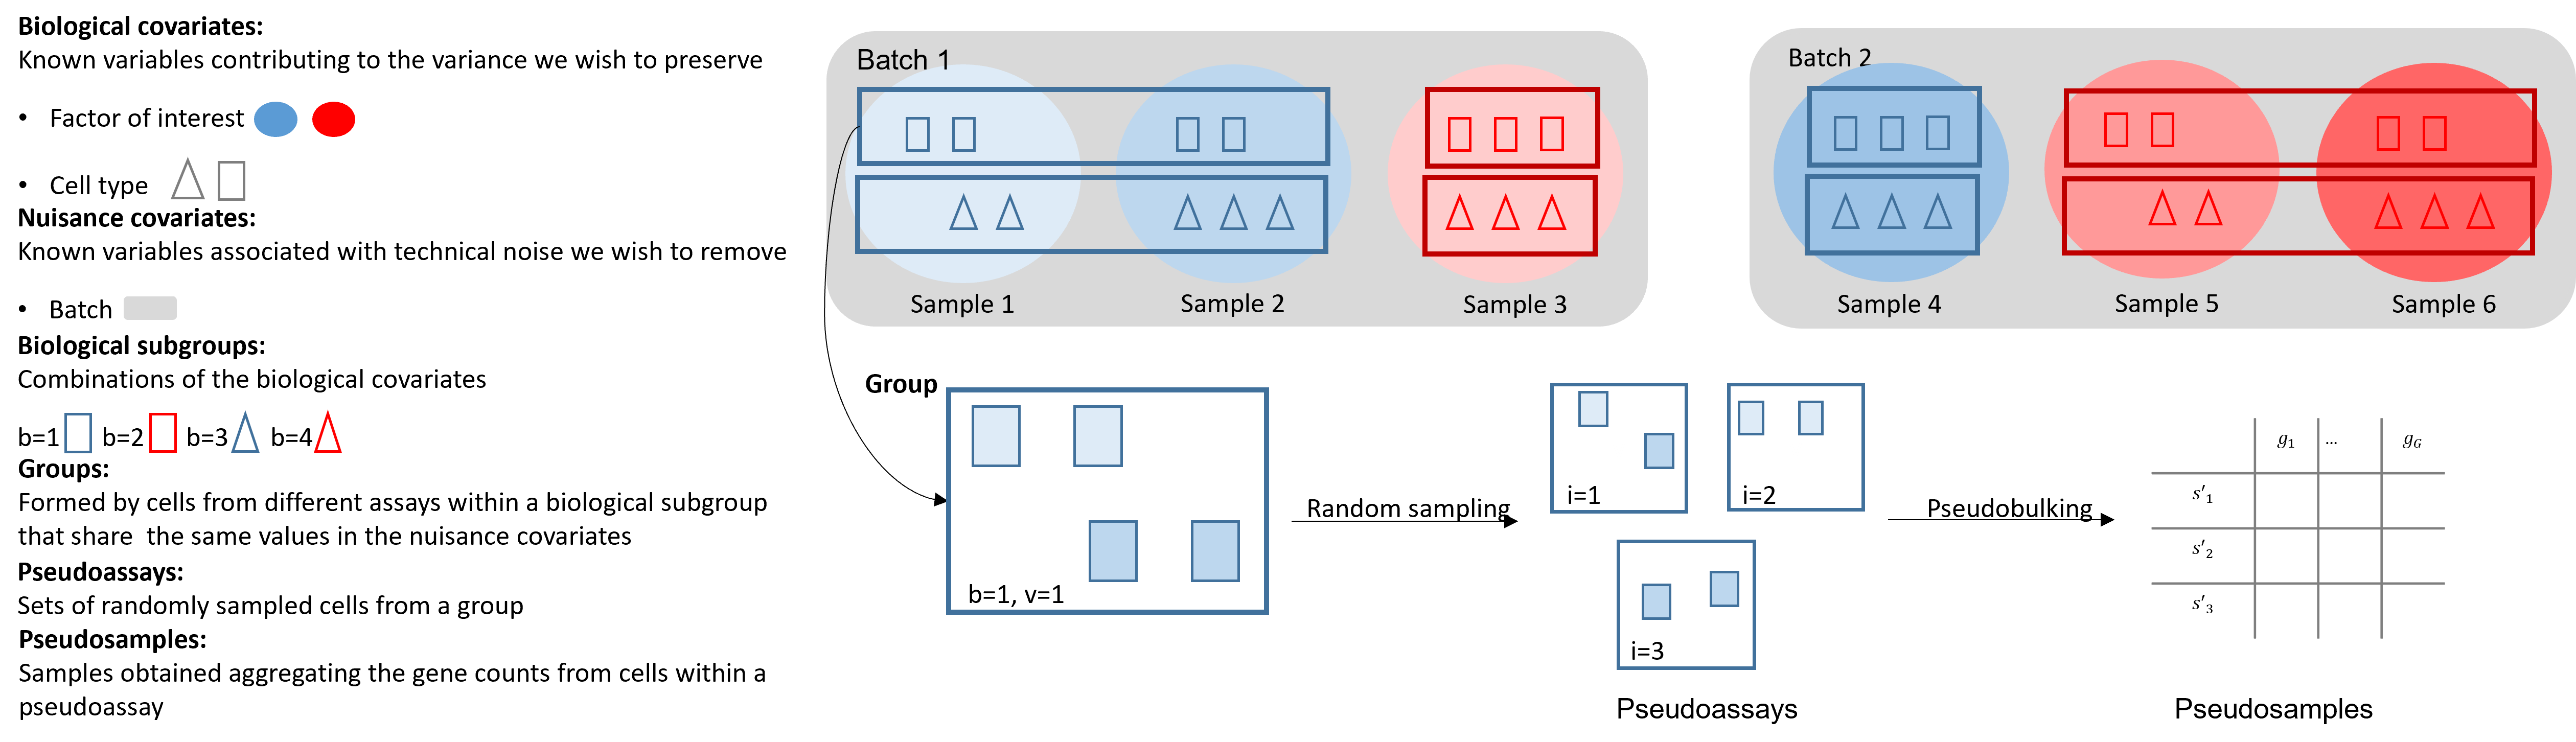 Biological covariates:
Known variables contributing to the variance we wish to preserve
• Factor of interest
• Cell type
Nuisance covariates:
Known variables associated with technical noise we wish to remove
• Batch
Biological subgroups:
Combinations of the biological covariates
b=1 b=2 b=3 b=4
Groups:
Formed by cells from different assays within a biological subgroup
that share  the same values in the nuisance covariates
Pseudoassays:
Sets of randomly sampled cells from a group
Pseudosamples:
Samples obtained aggregating the gene counts from cells within a
pseudoassay
Batch 1
Sample 1
Sample 2
Sample 3
Batch 2
Sample 4
Sample 5
Sample 6
Group
b=1, v=1
Random sampling
i=1
i=2
i=3
Pseudoassays
Pseudobulking
g₁ ... g_G
s′₁
s′₂
s′₃
Pseudosamples